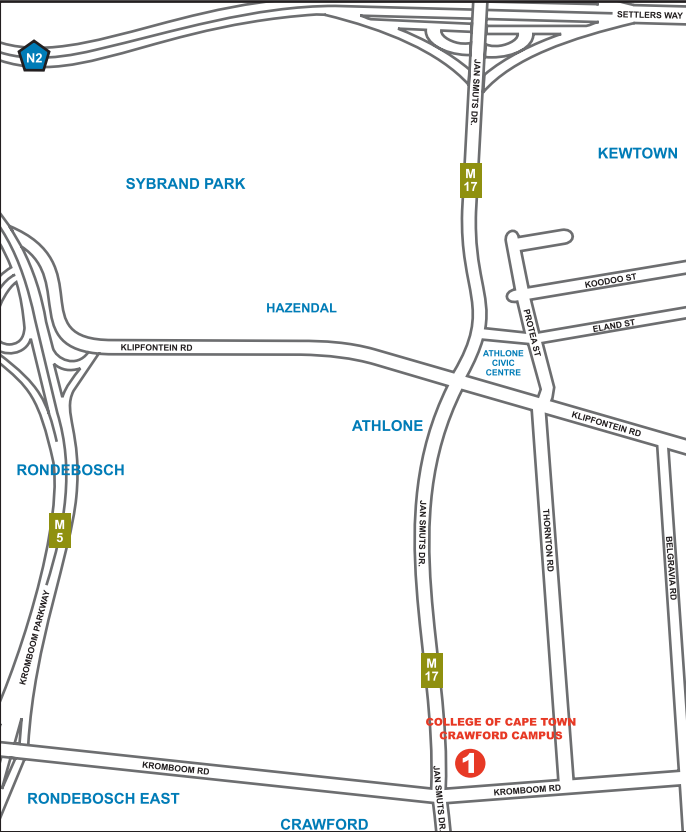 SETTLERS WAY
N2
JAN SMUTS DR.
KEWTOWN
M
17
SYBRAND PARK
KOODOO ST
HAZENDAL
PROTEA ST
ELAND ST
KLIPFONTEIN RD
ATHLONE
CIVIC
CENTRE
ATHLONE
KLIPFONTEIN RD
RONDEBOSCH
M
5
JAN SMUTS DR.
THORNTON RD
BELGRAVIA RD
KROMBOOM PARKWAY
M
17
COLLEGE OF CAPE TOWN
CRAWFORD CAMPUS
1
KROMBOOM RD
JAN SMUTS DR.
KROMBOOM RD
RONDEBOSCH EAST
CRAWFORD